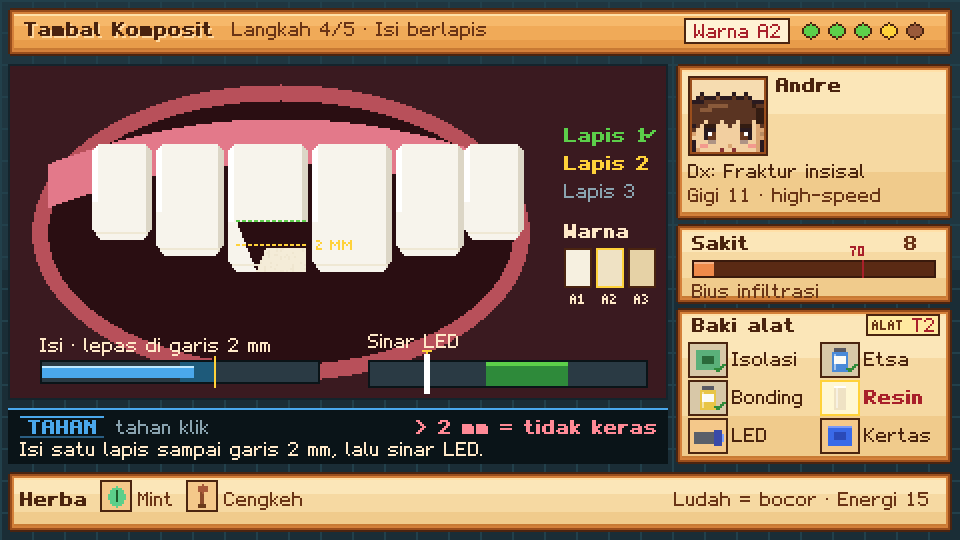 Tambal Komposit Langkah 4/5 · Isi berlapis
Warna A2
Andre
Dx: Fraktur insisal
Gigi 11 · high-speed
Lapis 1✓
Lapis 2
Lapis 3
2 MM
Warna
A1 A2 A3
Sakit 8
70
Bius infiltrasi
Baki alat
ALAT T2
Isolasi Etsa
Bonding Resin
LED Kertas
Isi · lepas di garis 2 mm
Sinar LED
TAHAN tahan klik
> 2 mm = tidak keras
Isi satu lapis sampai garis 2 mm, lalu sinar LED.
Herba Mint Cengkeh
Ludah = bocor · Energi 15